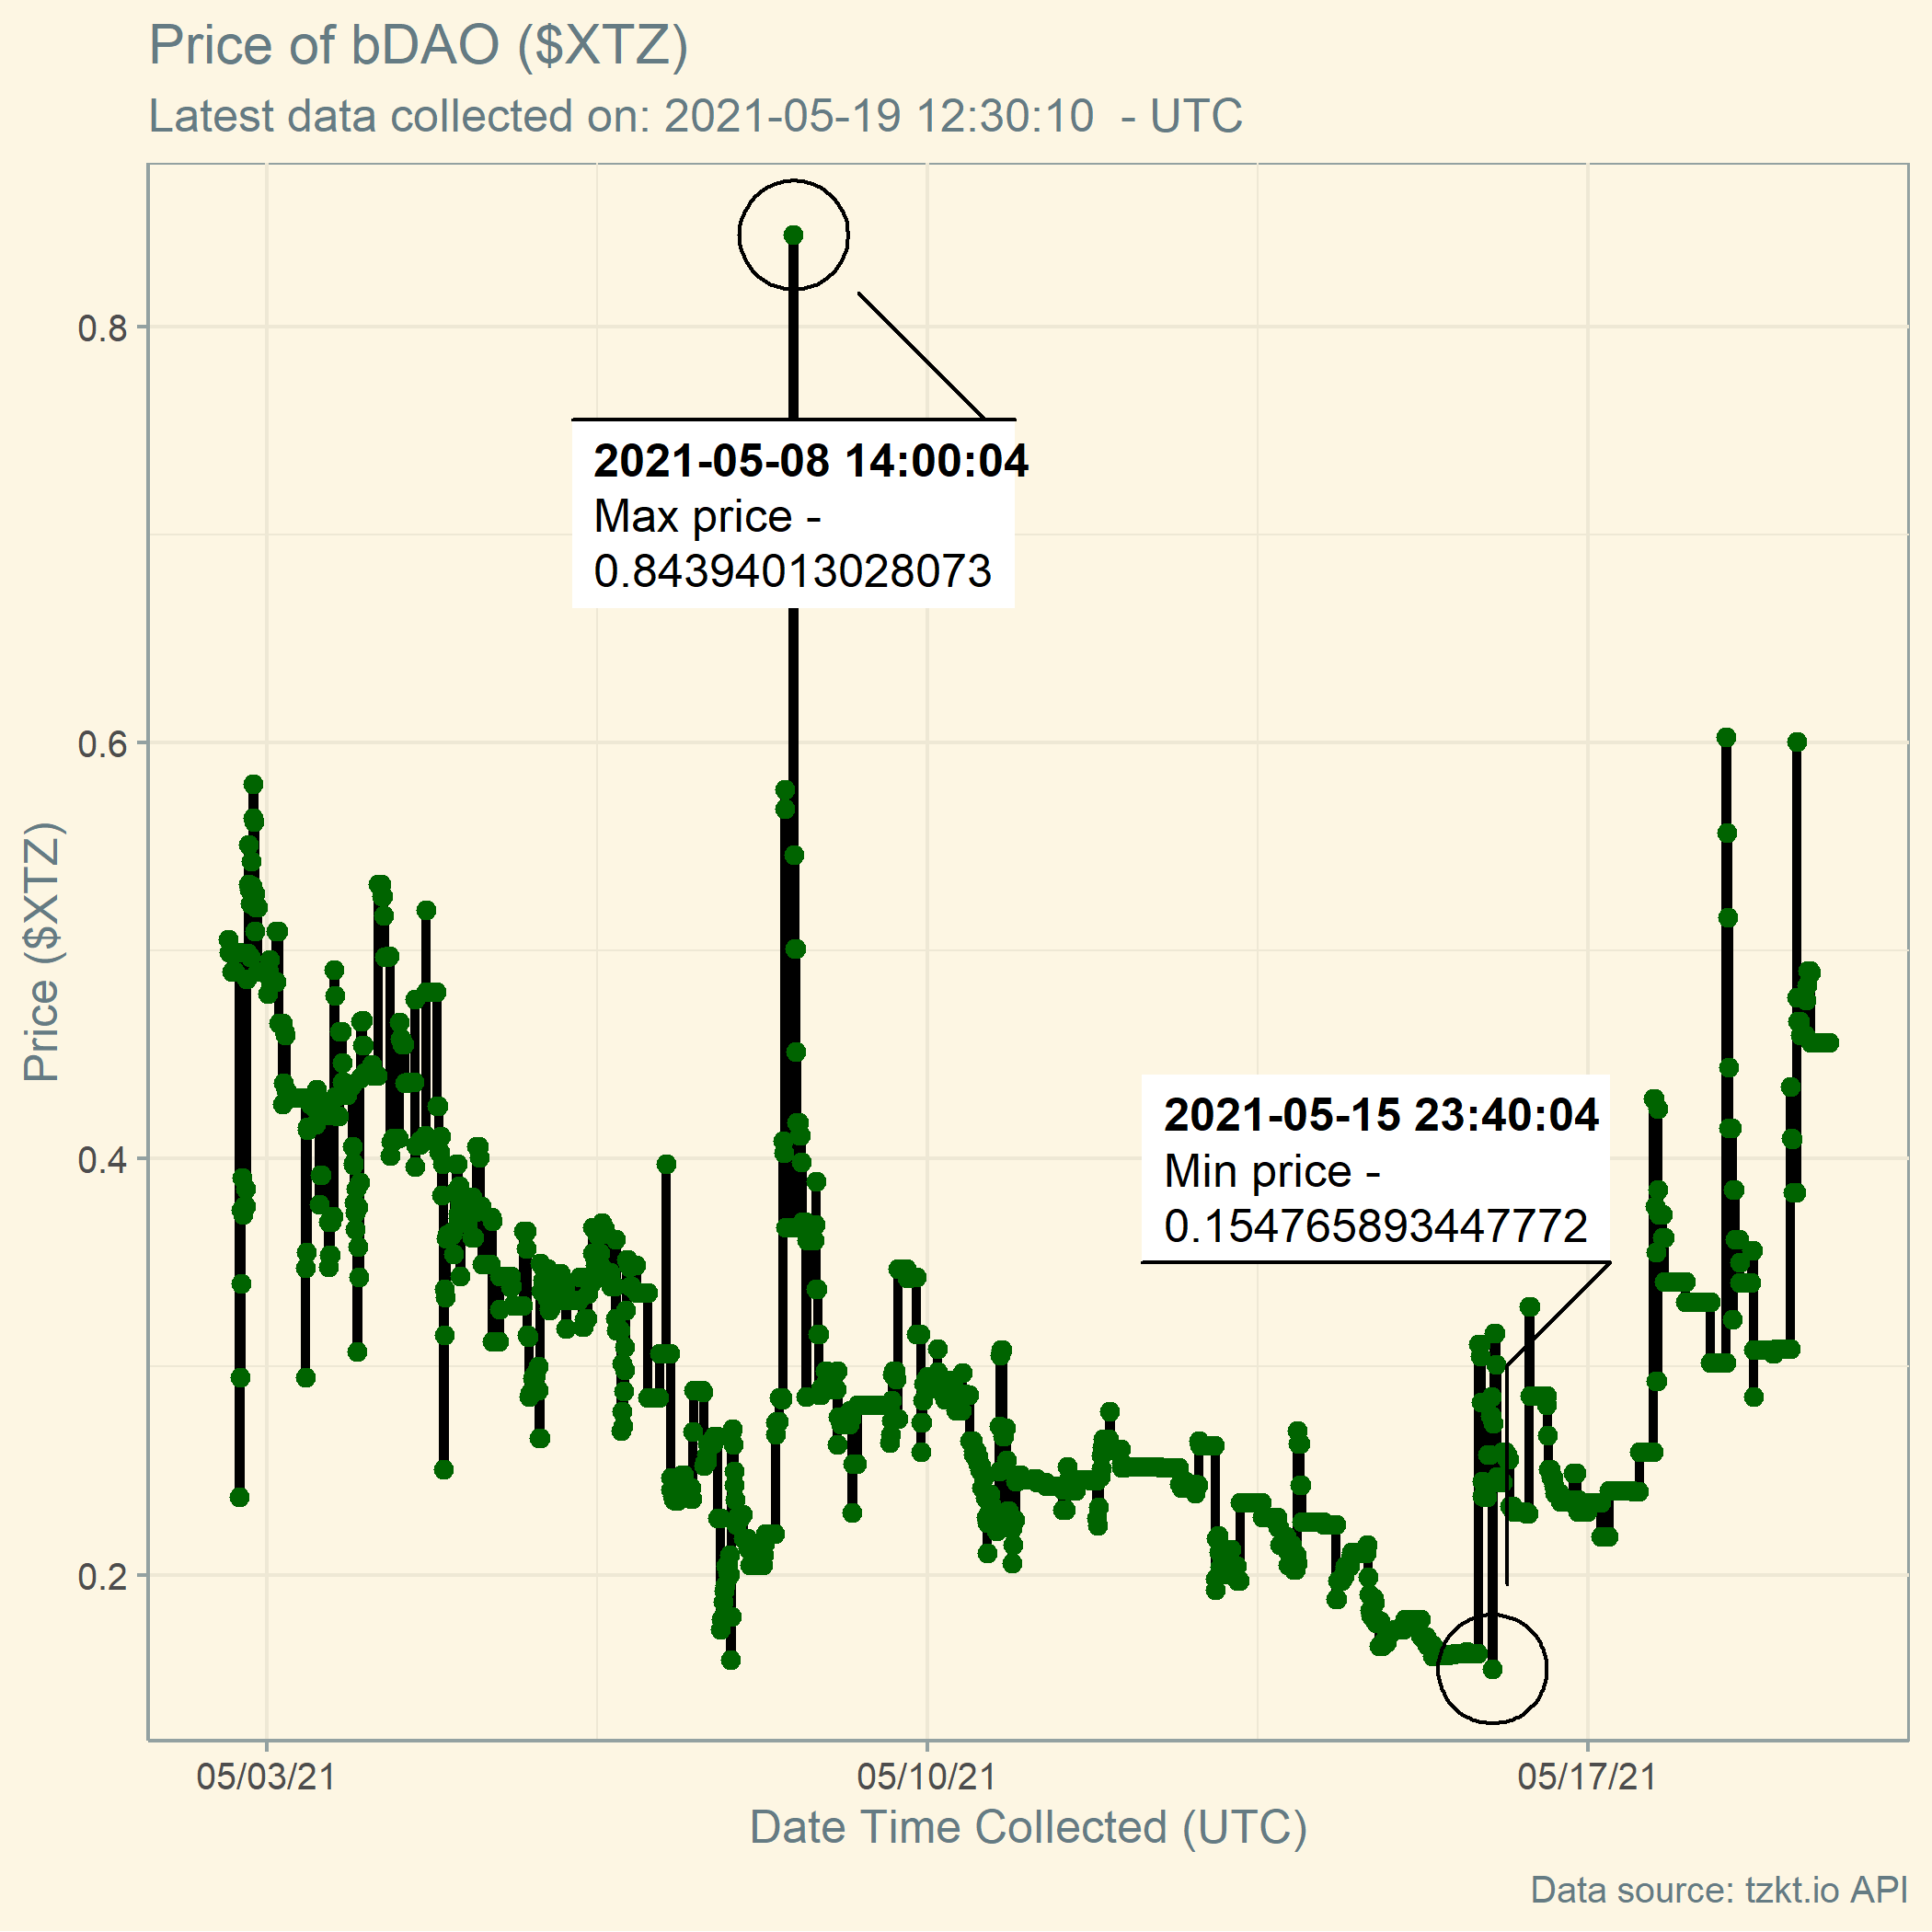 Price of bDAO ($XTZ)
Latest data collected on: 2021-05-19 12:30:10  - UTC
Price ($XTZ)
0.8
0.6
0.4
0.2
2021-05-08 14:00:04
Max price -
0.84394013028073
2021-05-15 23:40:04
Min price -
0.154765893447772
05/03/21
05/10/21
05/17/21
Date Time Collected (UTC)
Data source: tzkt.io API